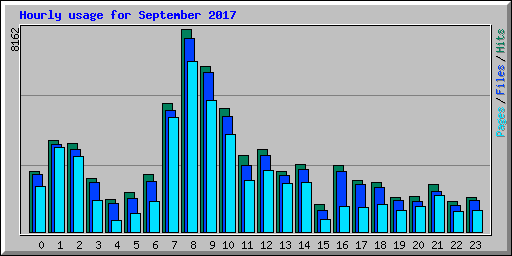 Hourly usage for September 2017
8162
Pages / Files / Hits
0 1 2 3 4 5 6 7 8 9 10 11 12 13 14 15 16 17 18 19 20 21 22 23